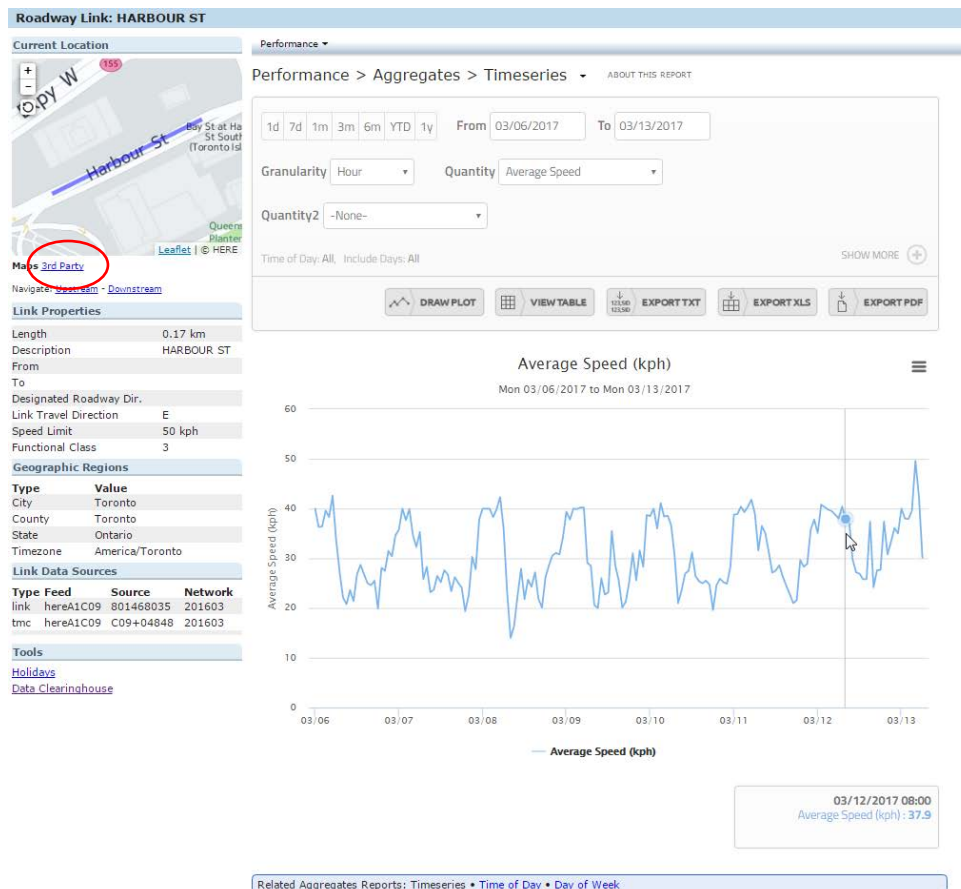 Roadway Link: HARBOUR ST
Current Location
+
-
155
py W
Harbour St
Bay St at Ha
St South
(Toronto Isl
Queens
Planter
Leaflet | © HERE
Maps 3rd Party
Navigate: Upstream - Downstream
Link Properties
Length 0.17 km
Description HARBOUR ST
From
To
Designated Roadway Dir.
Link Travel Direction E
Speed Limit 50 kph
Functional Class 3
Geographic Regions
Type Value
City Toronto
County Toronto
State Ontario
Timezone America/Toronto
Link Data Sources
Type Feed Source Network
link hereA1C09 801468035 201603
tmc hereA1C09 C09+04848 201603
Tools
Holidays
Data Clearinghouse
Performance
Performance > Aggregates > Timeseries ABOUT THIS REPORT
1d 7d 1m 3m 6m YTD 1y From 03/06/2017 To 03/13/2017
Granularity Hour Quantity Average Speed
Quantity2 -None-
Time of Day: All, Include Days: All SHOW MORE
DRAW PLOT VIEW TABLE EXPORT TXT EXPORT XLS EXPORT PDF
Average Speed (kph)
Mon 03/06/2017 to Mon 03/13/2017
Average Speed (kph)
60
50
40
30
20
10
0
03/06 03/07 03/08 03/09 03/10 03/11 03/12 03/13
Average Speed (kph)
03/12/2017 08:00
Average Speed (kph) : 37.9
Related Aggregates Reports: Timeseries • Time of Day • Day of Week